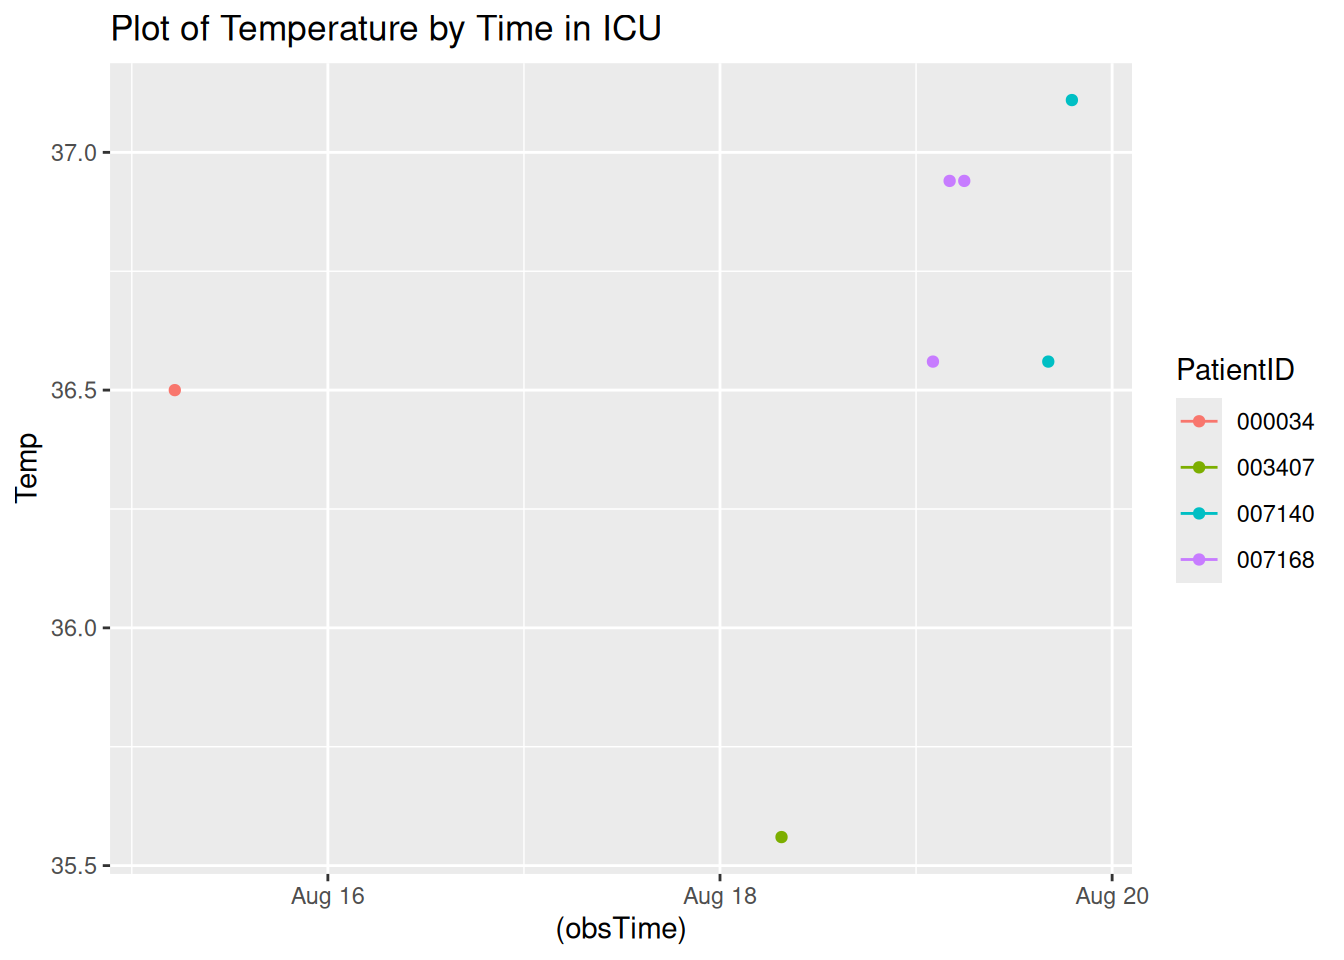 Plot of Temperature by Time in ICU
37.0
36.5
36.0
35.5
Temp
Aug 16
Aug 18
Aug 20
(obsTime)
PatientID
000034
003407
007140
007168